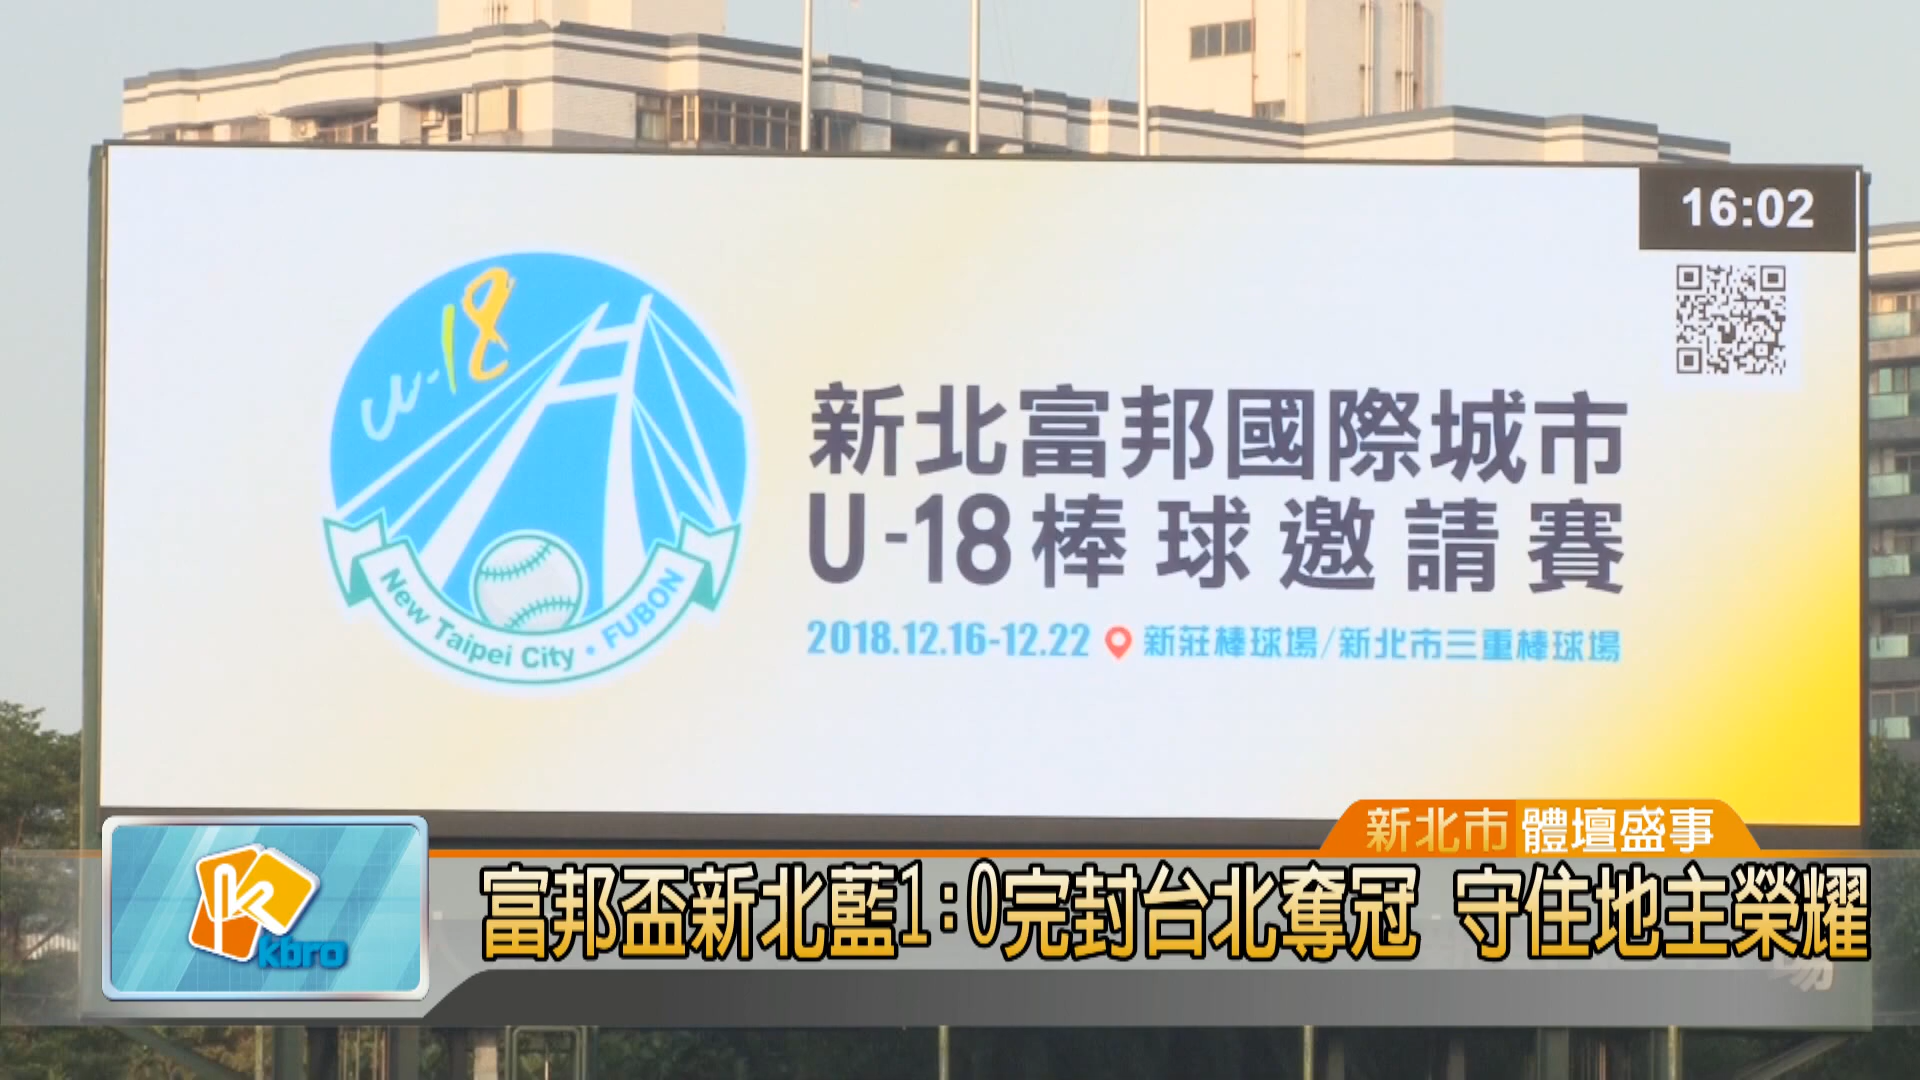 16:02
U-18
新北富邦國際城市
U-18棒球邀請賽
New Taipei City · FUBON
2018.12.16-12.22 新莊棒球場/新北市三重棒球場
新北市 體壇盛事
富邦盃新北藍1:0完封台北奪冠 守住地主榮耀
kbro
場